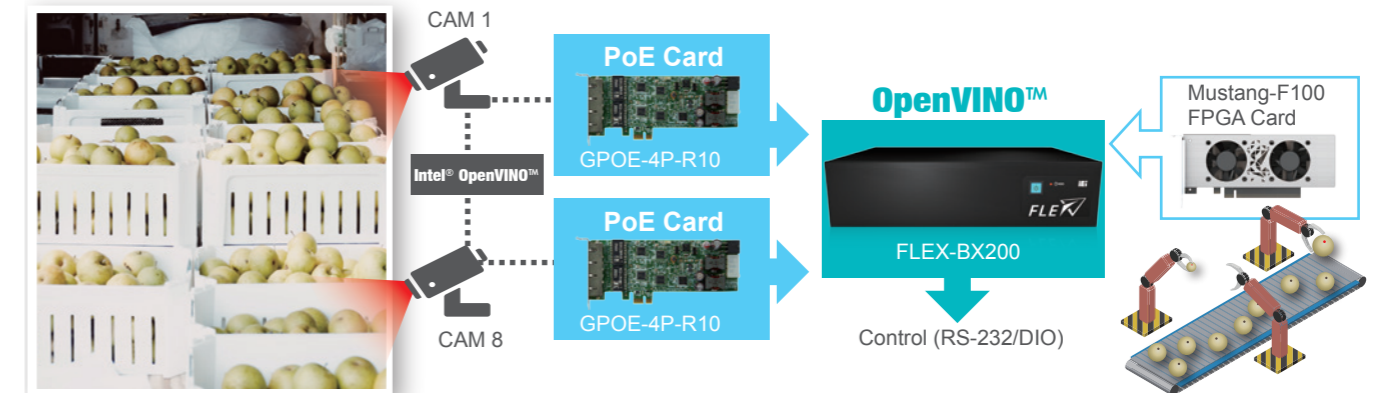 CAM 1
PoE Card
GPOE-4P-R10
Intel® OpenVINO™
PoE Card
GPOE-4P-R10
CAM 8
OpenVINO™
FLEX
FLEX-BX200
Control (RS-232/DIO)
Mustang-F100
FPGA Card